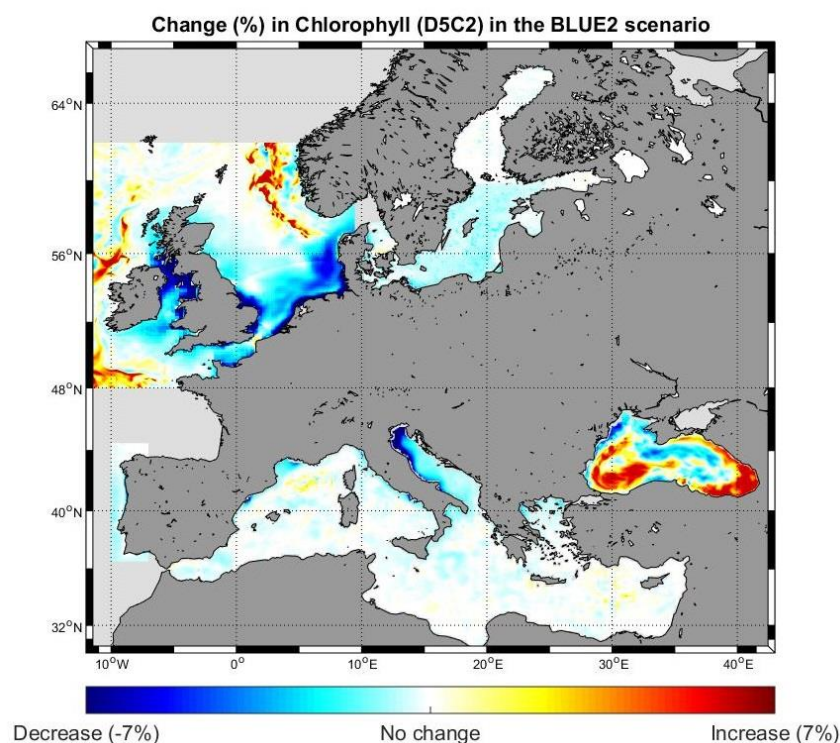 Change (%) in Chlorophyll (D5C2) in the BLUE2 scenario
64°N
56°N
48°N
40°N
32°N
10°W 0° 10°E 20°E 30°E 40°E
Decrease (-7%) No change Increase (7%)